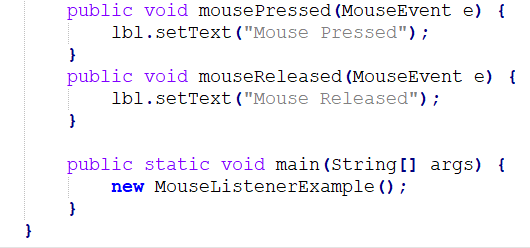 public void mousePressed(MouseEvent e) {
lbl.setText("Mouse Pressed");
}
public void mouseReleased(MouseEvent e) {
lbl.setText("Mouse Released");
}
public static void main(String[] args) {
new MouseListenerExample();
}
}